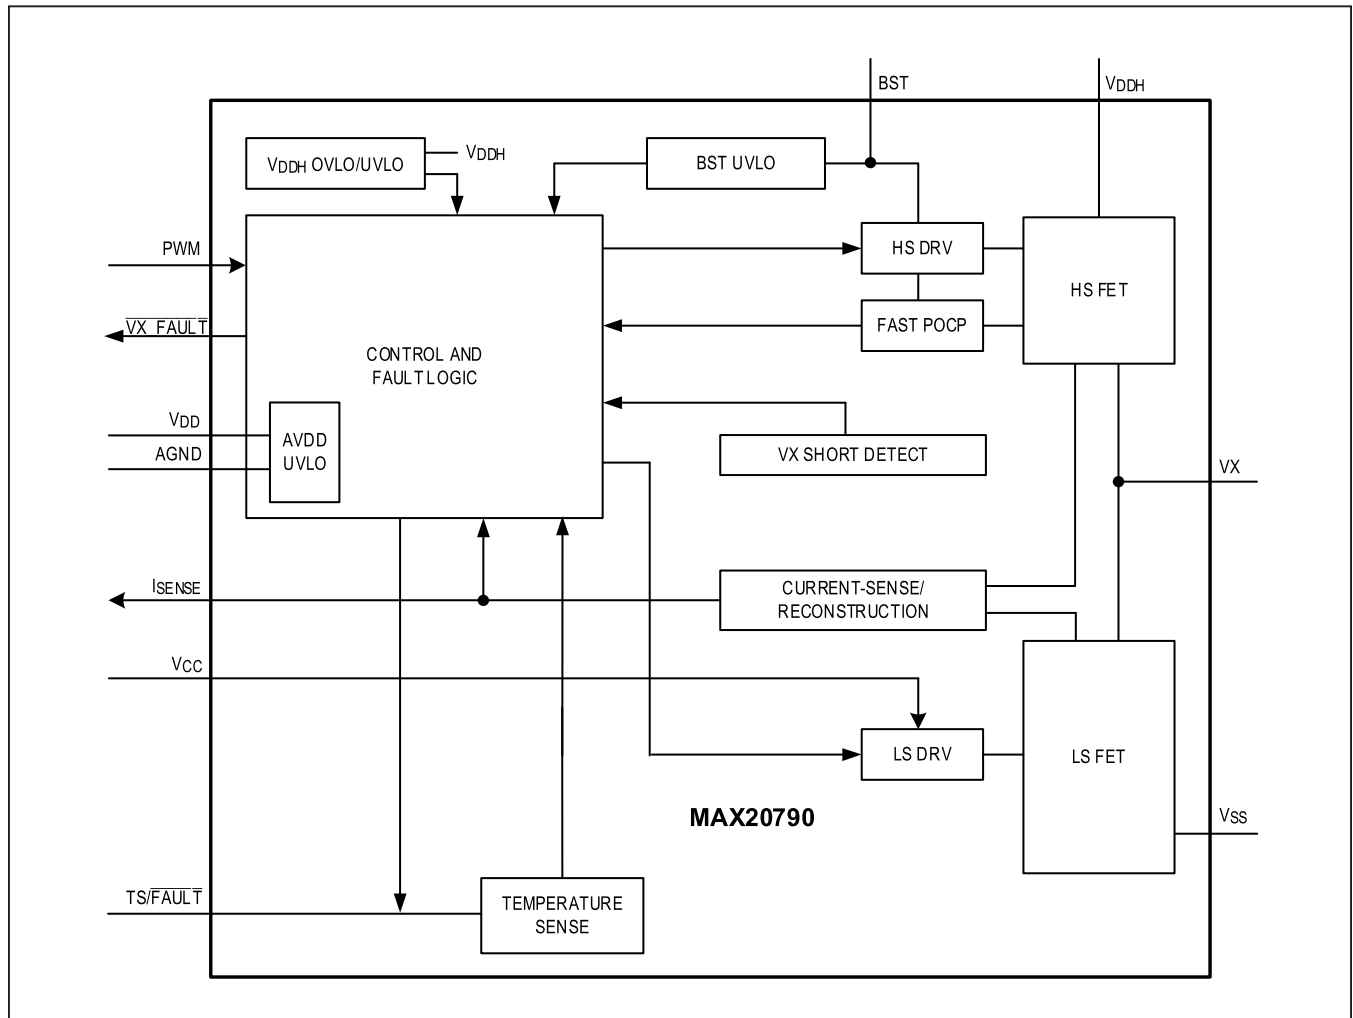 BST
VDDH
VDDH OVLO/UVLO
VDDH
BST UVLO
PWM
HS DRV
HS FET
VX_FAULT
FAST POCP
CONTROL AND
FAULT LOGIC
VDD
AVDD
UVLO
AGND
VX SHORT DETECT
VX
ISENSE
CURRENT-SENSE/
RECONSTRUCTION
VCC
LS DRV
LS FET
MAX20790
VSS
TS/FAULT
TEMPERATURE
SENSE